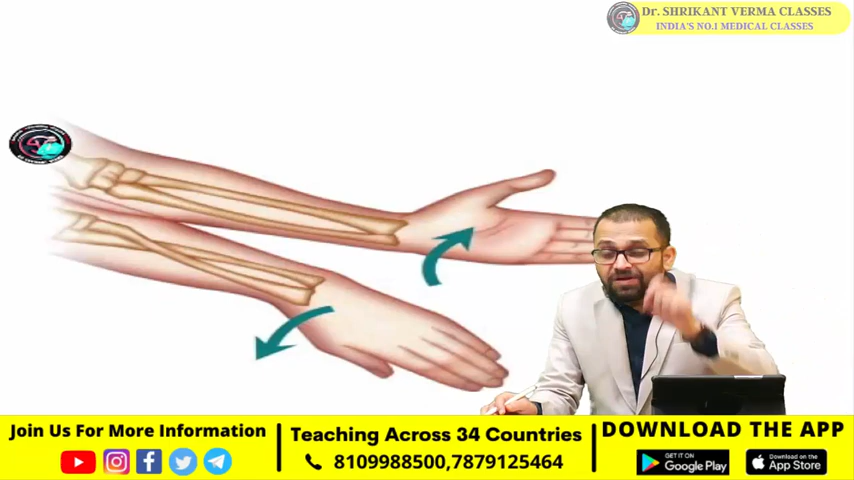 Dr. SHRIKANT VERMA CLASSES
INDIA'S NO.1 MEDICAL CLASSES
Join Us For More Information
Teaching Across 34 Countries
8109988500,7879125464
DOWNLOAD THE APP
GET IT ON
Google Play
Download on the
App Store